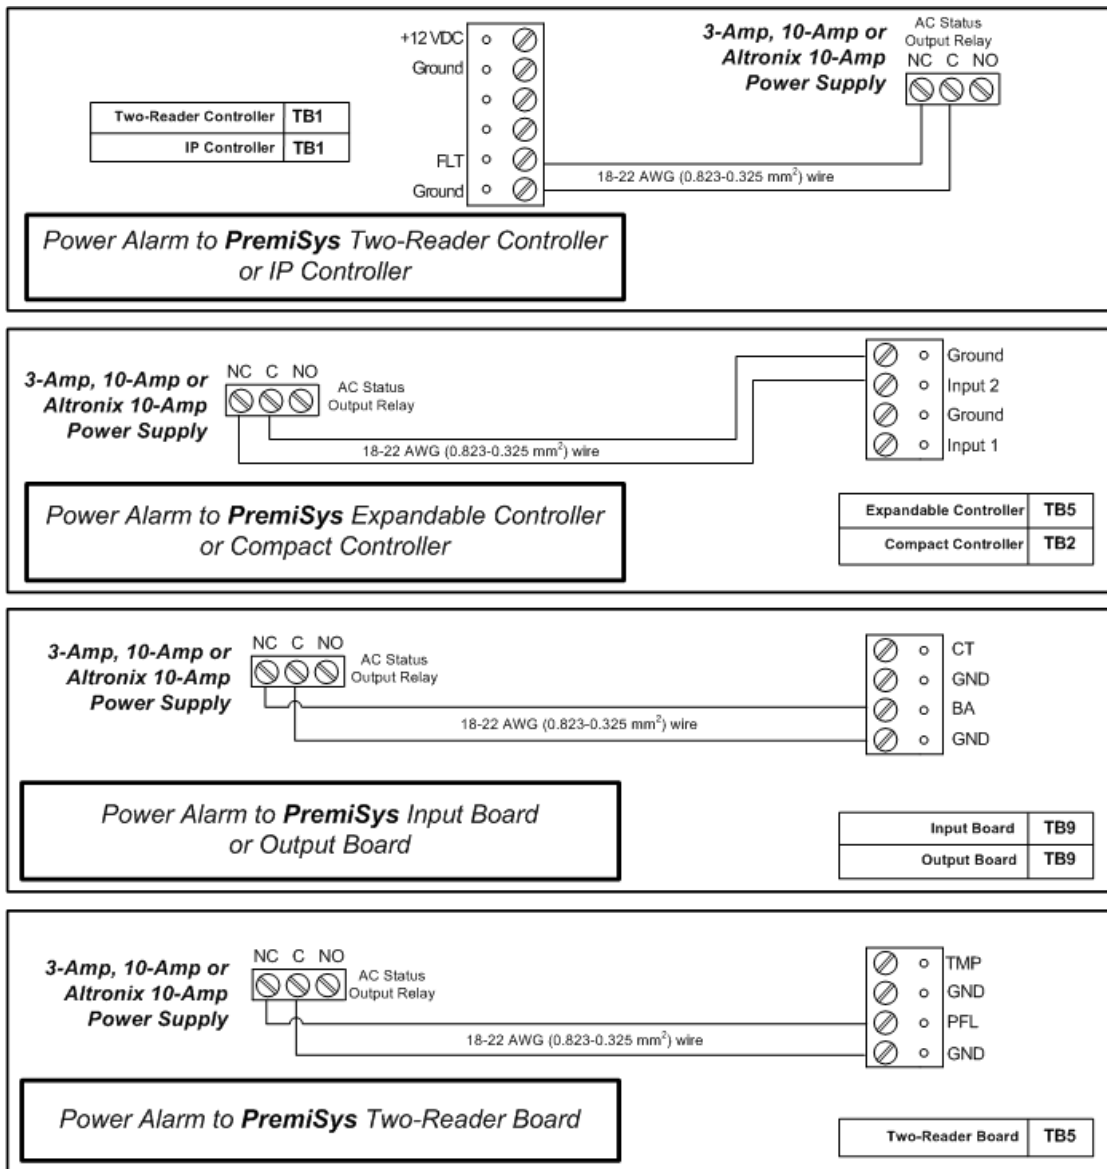 +12 VDC
Ground
FLT
Ground
3-Amp, 10-Amp or
Altronix 10-Amp
Power Supply
AC Status
Output Relay
NC C NO
Two-Reader Controller TB1
IP Controller TB1
18-22 AWG (0.823-0.325 mm²) wire
Power Alarm to PremiSys Two-Reader Controller
or IP Controller
3-Amp, 10-Amp or
Altronix 10-Amp
Power Supply
NC C NO
AC Status
Output Relay
Ground
Input 2
Ground
Input 1
18-22 AWG (0.823-0.325 mm²) wire
Power Alarm to PremiSys Expandable Controller
or Compact Controller
Expandable Controller TB5
Compact Controller TB2
3-Amp, 10-Amp or
Altronix 10-Amp
Power Supply
NC C NO
AC Status
Output Relay
CT
GND
BA
GND
18-22 AWG (0.823-0.325 mm²) wire
Power Alarm to PremiSys Input Board
or Output Board
Input Board TB9
Output Board TB9
3-Amp, 10-Amp or
Altronix 10-Amp
Power Supply
NC C NO
AC Status
Output Relay
TMP
GND
PFL
GND
18-22 AWG (0.823-0.325 mm²) wire
Power Alarm to PremiSys Two-Reader Board
Two-Reader Board TB5